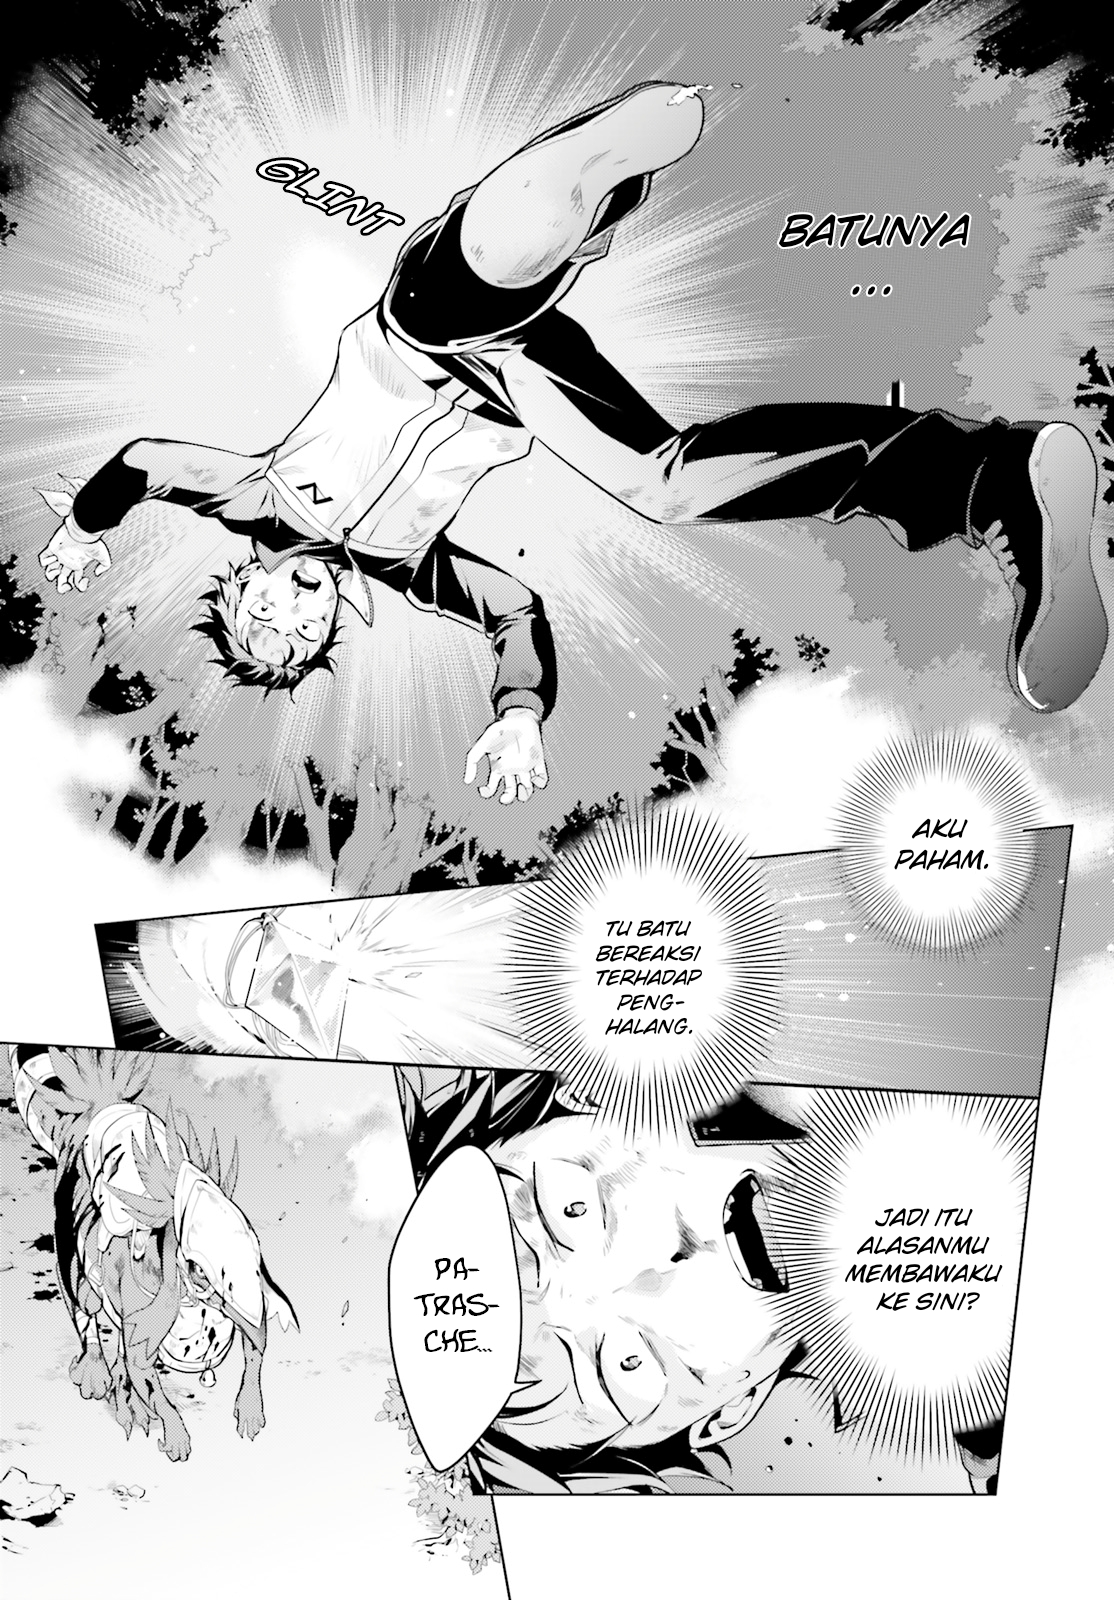 GLINT
BATUNYA
...
AKU
PAHAM.
TU BATU
BEREAKSI
TERHADAP
PENG-
HALANG.
JADI ITU
ALASANMU
MEMBAWAKU
KE SINI?
PA-
TRAS-
CHE...